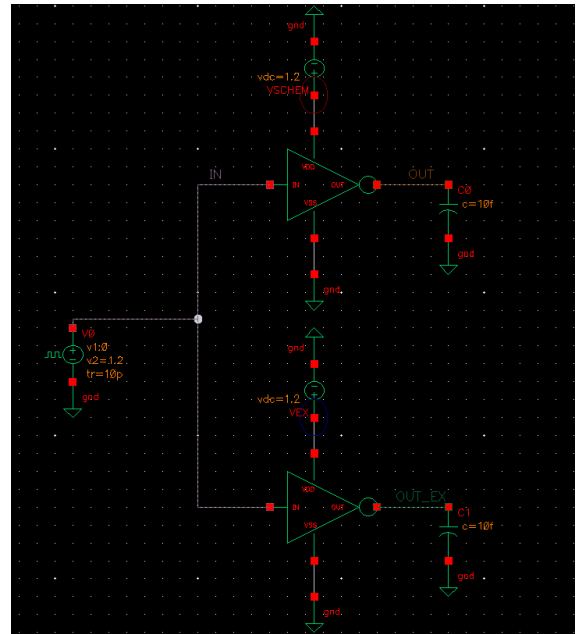 gnd
vdc=1.2
VSCHEM
VDD
IN
IN
OUT
OUT
VSS
C0
c=10f
gnd
gnd
V0
v1:0
v2=1.2
tr=10p
gnd
gnd
vdc=1.2
VEX
VDD
IN
OUT
OUT_EX
VSS
C1
c=10f
gnd
gnd